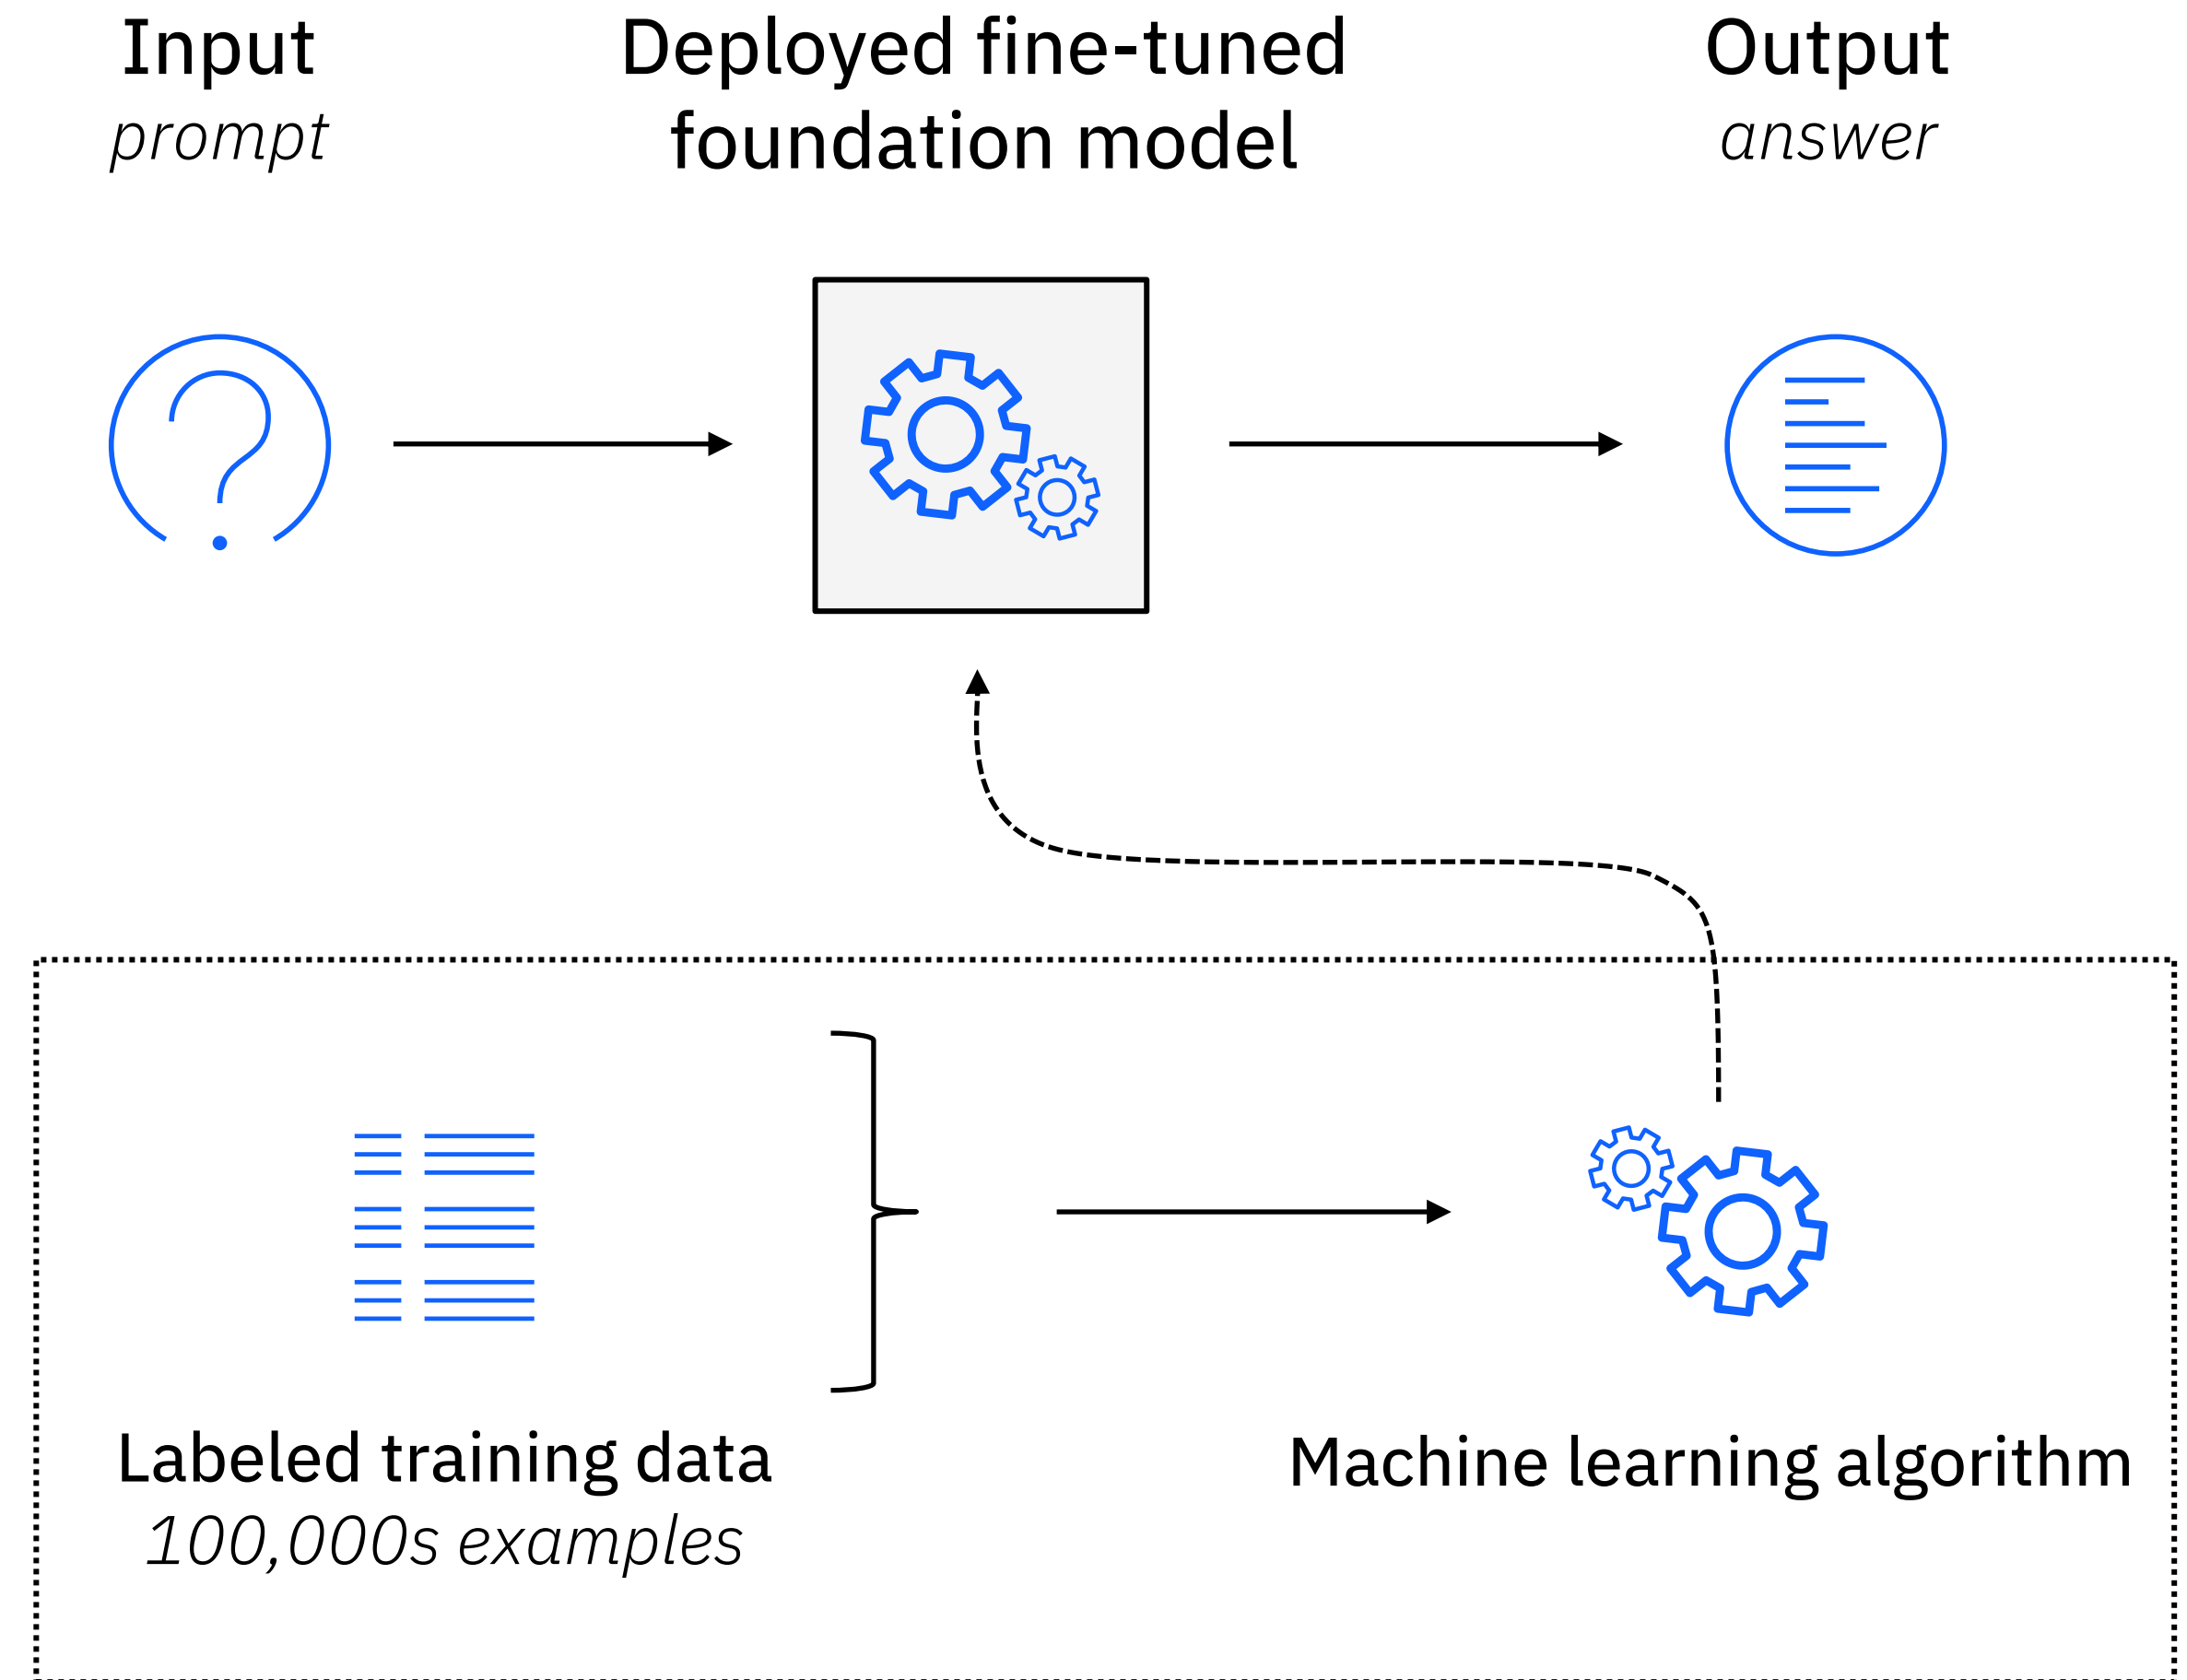 Input
prompt
Deployed fine-tuned
foundation model
Output
answer
Labeled training data
100,000s examples
Machine learning algorithm